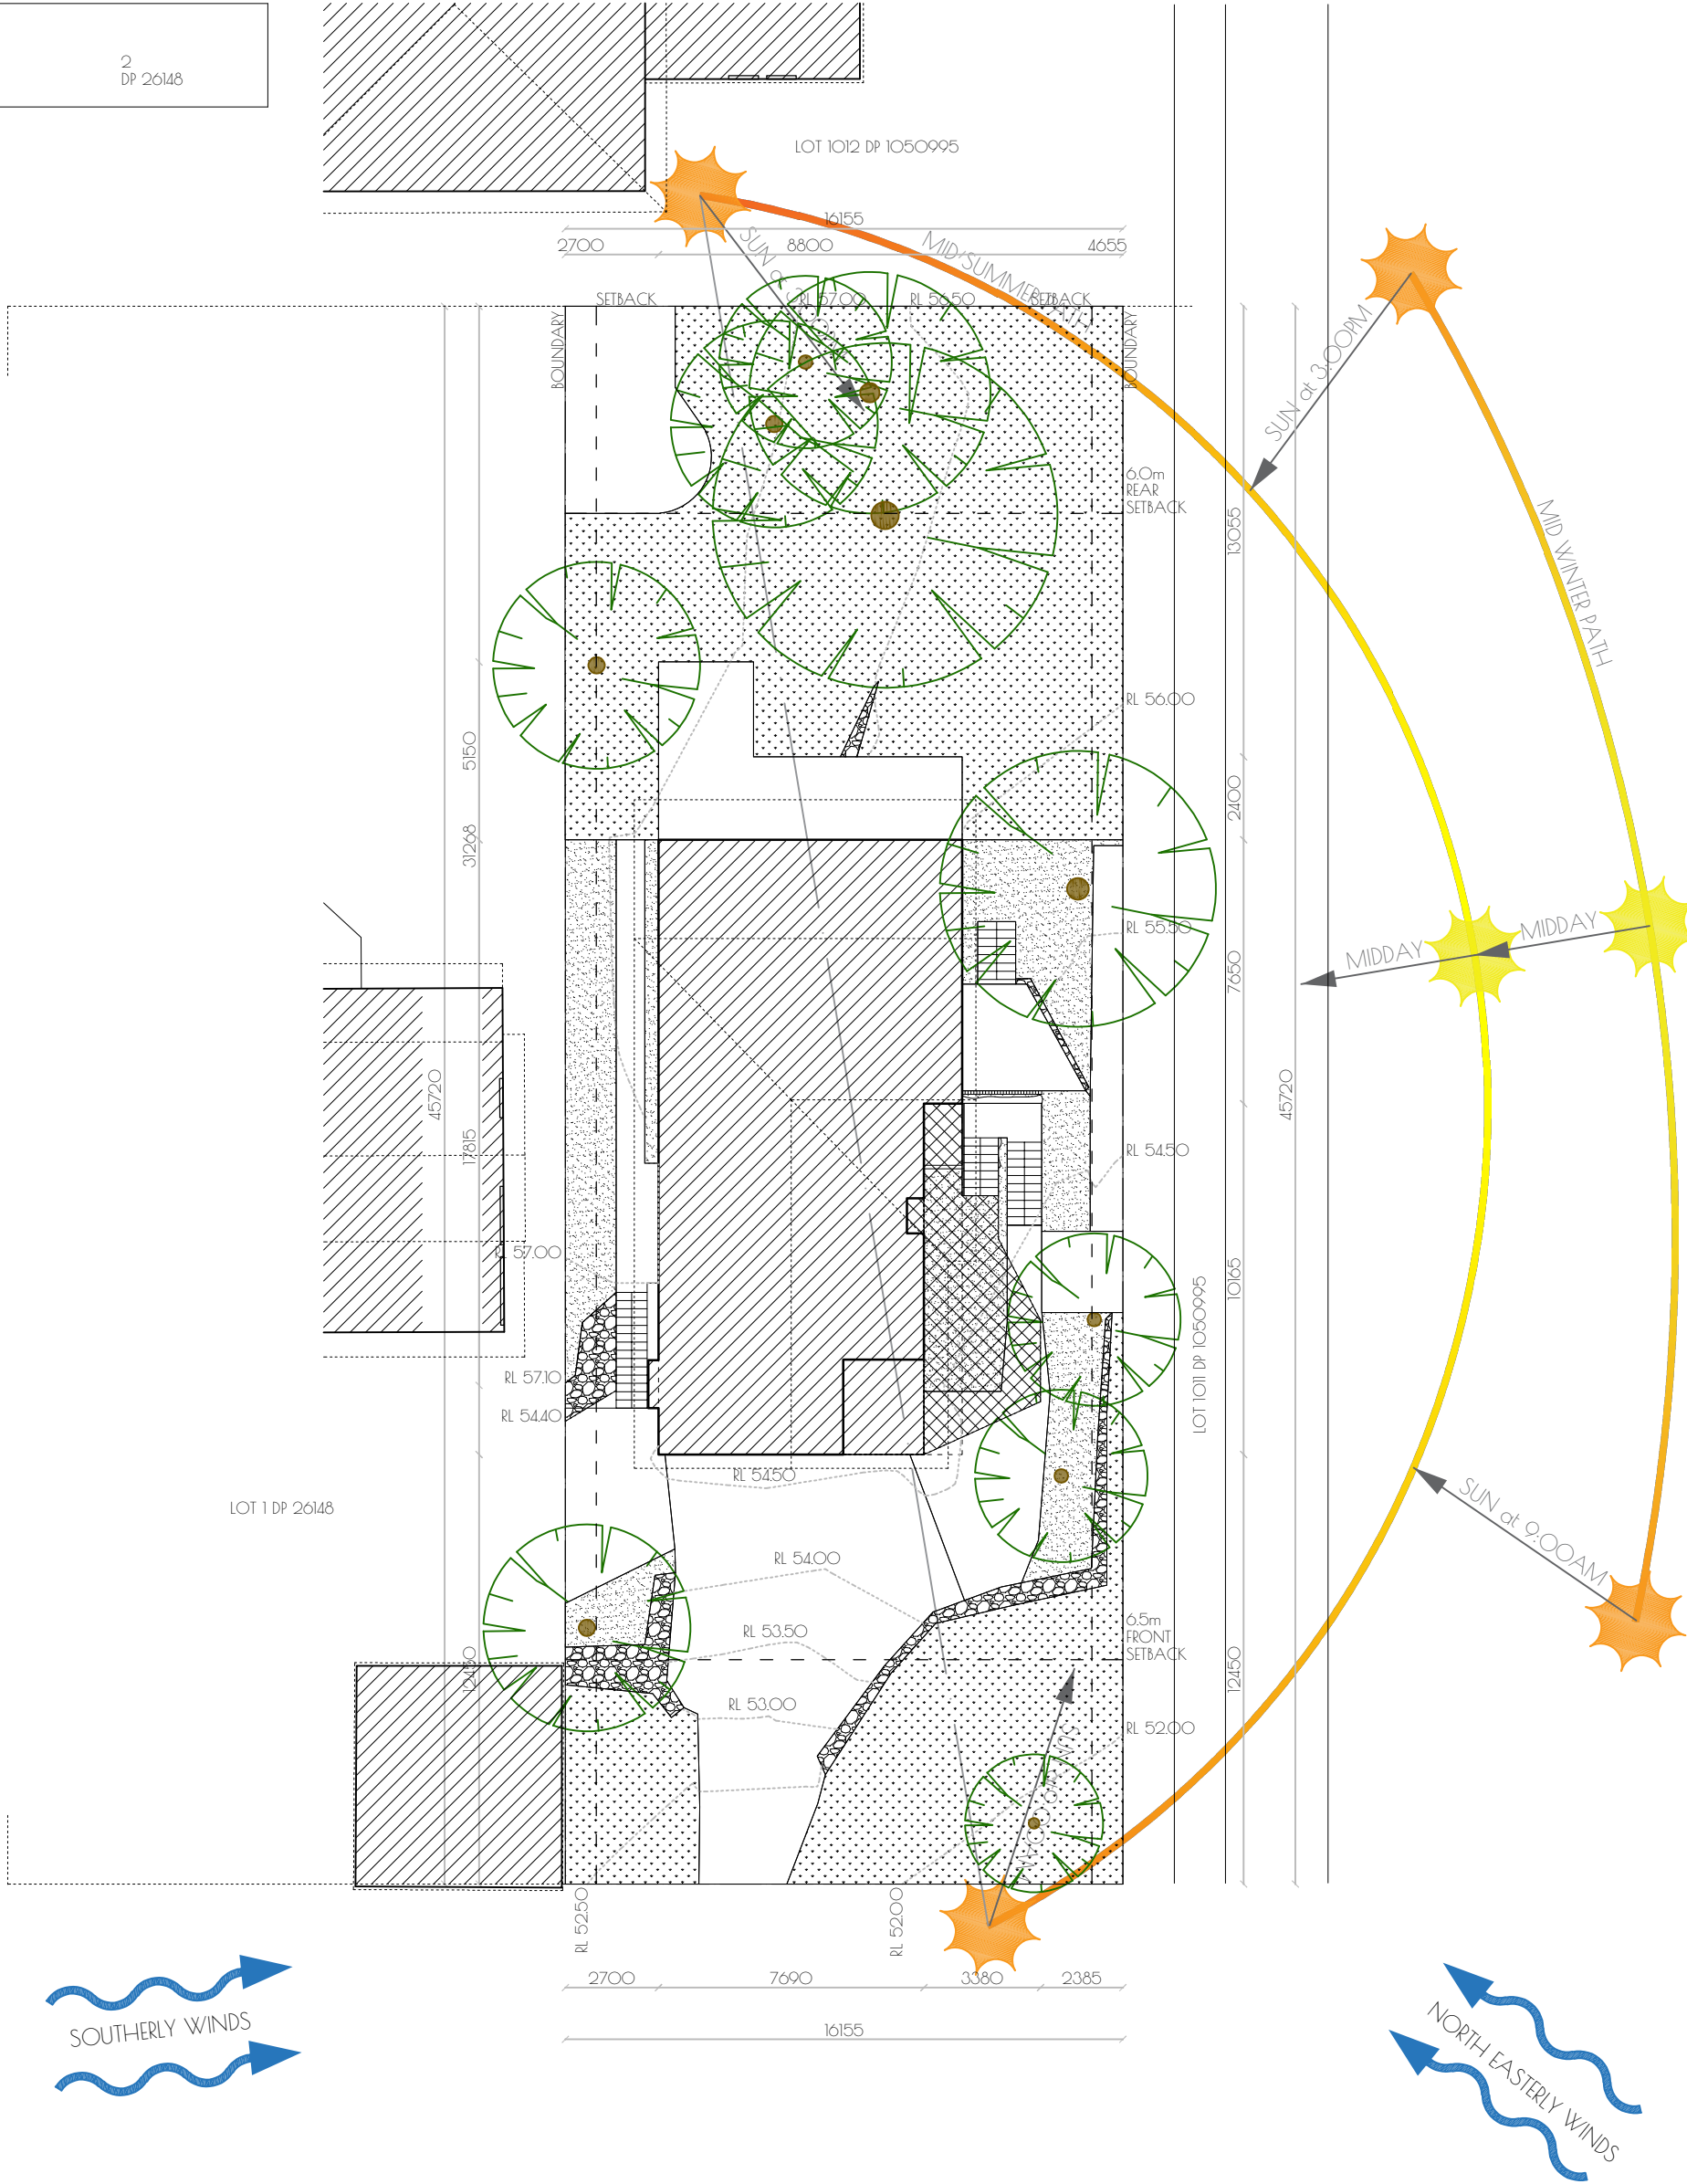 2
DP 26148
LOT 1012 DP 1050995
16155
2700
8800
4655
MID SUMMER PATH
SETBACK
RL 57.00
RL 56.50
SETBACK
BOUNDARY
BOUNDARY
SUN at 3:00PM
6.0m
REAR
SETBACK
13055
MID WINTER PATH
RL 56.00
5150
2400
31268
RL 55.50
MIDDAY
MIDDAY
7650
45720
45720
17815
RL 54.50
RL 57.00
10165
LOT 1011 DP 1050995
RL 57.10
RL 54.40
RL 54.50
LOT 1 DP 26148
SUN at 9:00AM
RL 54.00
RL 53.50
6.5m
FRONT
SETBACK
12450
12450
RL 53.00
RL 52.00
RL 52.50
RL 52.00
2700
7690
3380
2385
16155
SOUTHERLY WINDS
NORTH EASTERLY WINDS